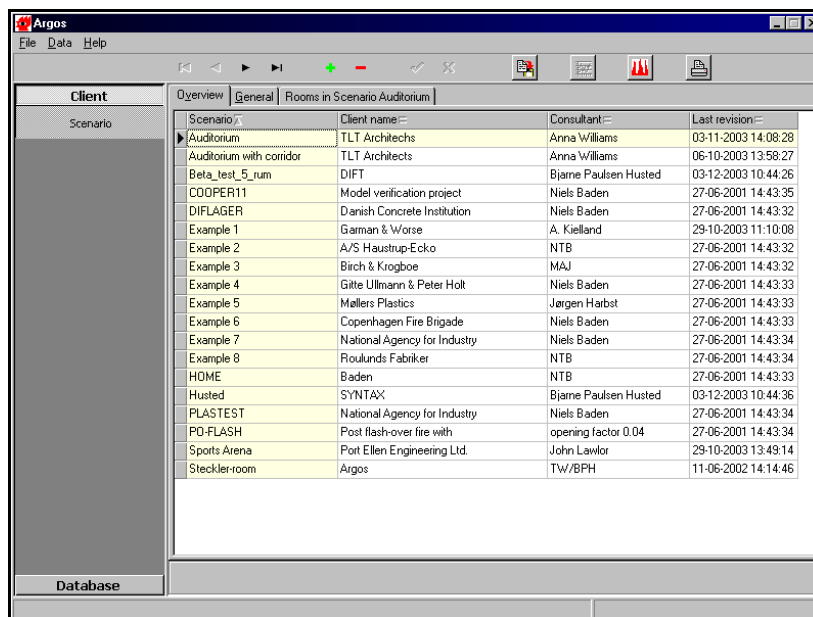 Argos
File Data Help
Client
Scenario
Database
Overview General Rooms in Scenario Auditorium
Scenario Client name Consultant Last revision
Auditorium TLT Architechs Anna Williams 03-11-2003 14:08:28
Auditorium with corridor TLT Architects Anna Williams 06-10-2003 13:58:27
Beta_test_5_rum DIFT Bjarne Paulsen Husted 03-12-2003 10:44:26
COOPER11 Model verification project Niels Baden 27-06-2001 14:43:35
DIFLAGER Danish Concrete Institution Niels Baden 27-06-2001 14:43:32
Example 1 Garman & Worse A. Kielland 29-10-2003 11:10:08
Example 2 A/S Haustrup-Ecko NTB 27-06-2001 14:43:32
Example 3 Birch & Krogboe MAJ 27-06-2001 14:43:32
Example 4 Gitte Ullmann & Peter Holt Niels Baden 27-06-2001 14:43:33
Example 5 Møllers Plastics Jørgen Harbst 27-06-2001 14:43:33
Example 6 Copenhagen Fire Brigade Niels Baden 27-06-2001 14:43:33
Example 7 National Agency for Industry Niels Baden 27-06-2001 14:43:34
Example 8 Roulunds Fabriker NTB 27-06-2001 14:43:34
HOME Baden NTB 27-06-2001 14:43:33
Husted SYNTAX Bjarne Paulsen Husted 03-12-2003 10:44:36
PLASTEST National Agency for Industry Niels Baden 27-06-2001 14:43:34
PO-FLASH Post flash-over fire with opening factor 0.04 27-06-2001 14:43:34
Sports Arena Port Ellen Engineering Ltd. John Lawlor 29-10-2003 13:49:14
Steckler-room Argos TW/BPH 11-06-2002 14:14:46